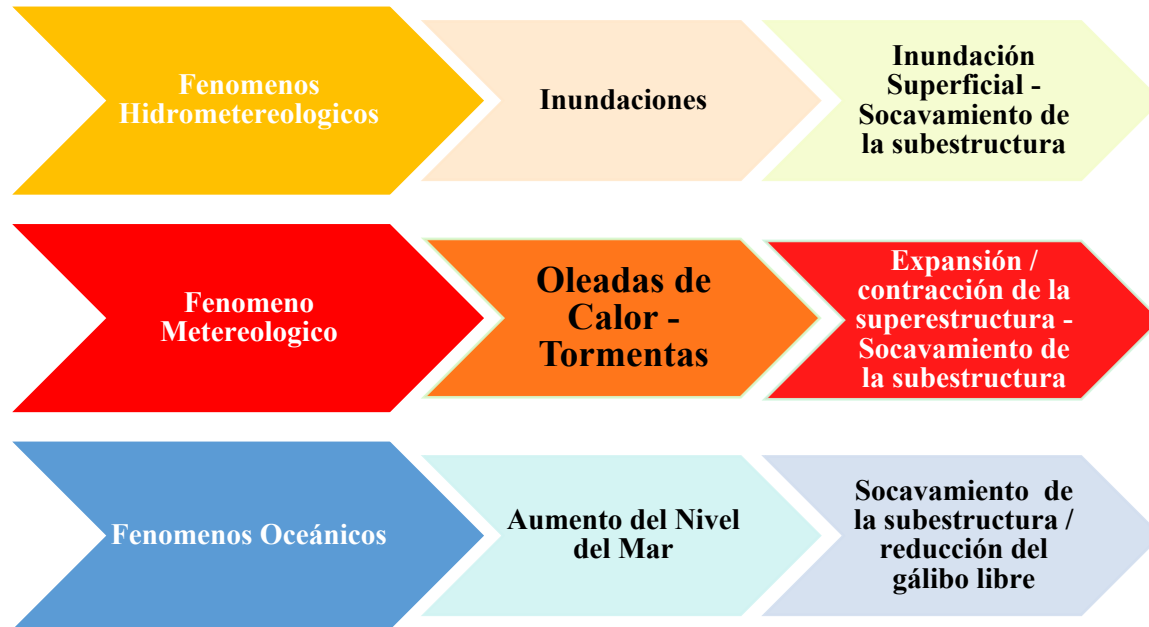 Fenomenos
Hidrometereologicos
Inundaciones
Inundación
Superficial -
Socavamiento de
la subestructura
Fenomeno
Metereologico
Oleadas de
Calor -
Tormentas
Expansión /
contracción de la
superestructura -
Socavamiento de
la subestructura
Fenomenos Oceánicos
Aumento del Nivel
del Mar
Socavamiento de
la subestructura /
reducción del
gálibo libre